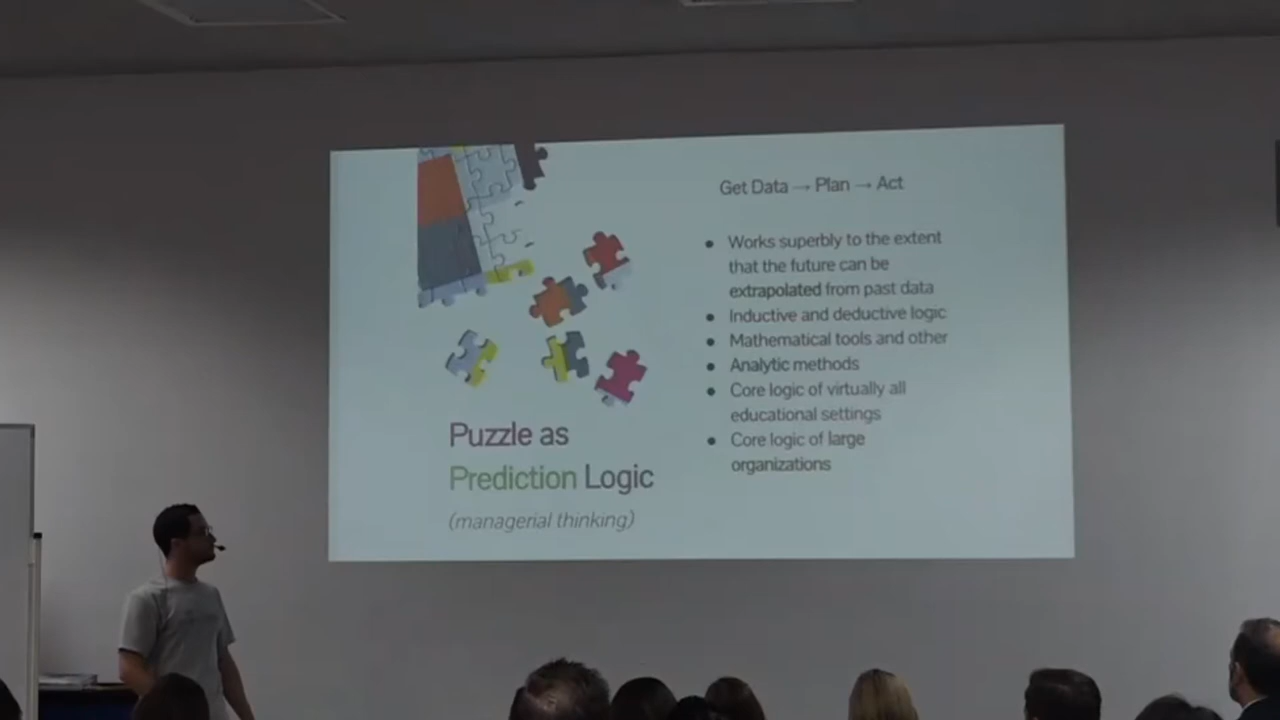 Get Data → Plan → Act
• Works superbly to the extent
that the future can be
extrapolated from past data
• Inductive and deductive logic
• Mathematical tools and other
• Analytic methods
• Core logic of virtually all
educational settings
• Core logic of large
organizations
Puzzle as
Prediction Logic
(managerial thinking)